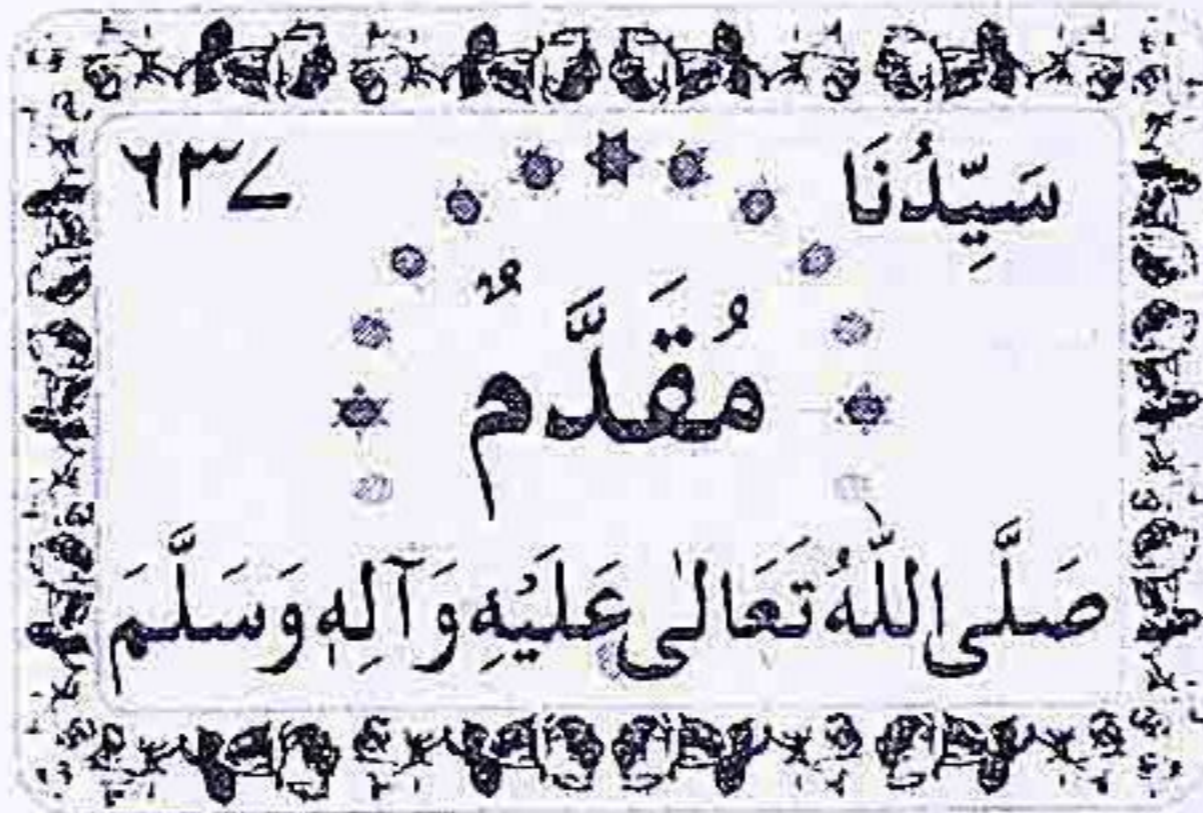 سَيِّدُنَا ٦٣٧
مُقَدَّمٌ
صَلَّى اللّٰهُ تَعَالٰى عَلَيْهِ وَآلِهٖ وَسَلَّمَ